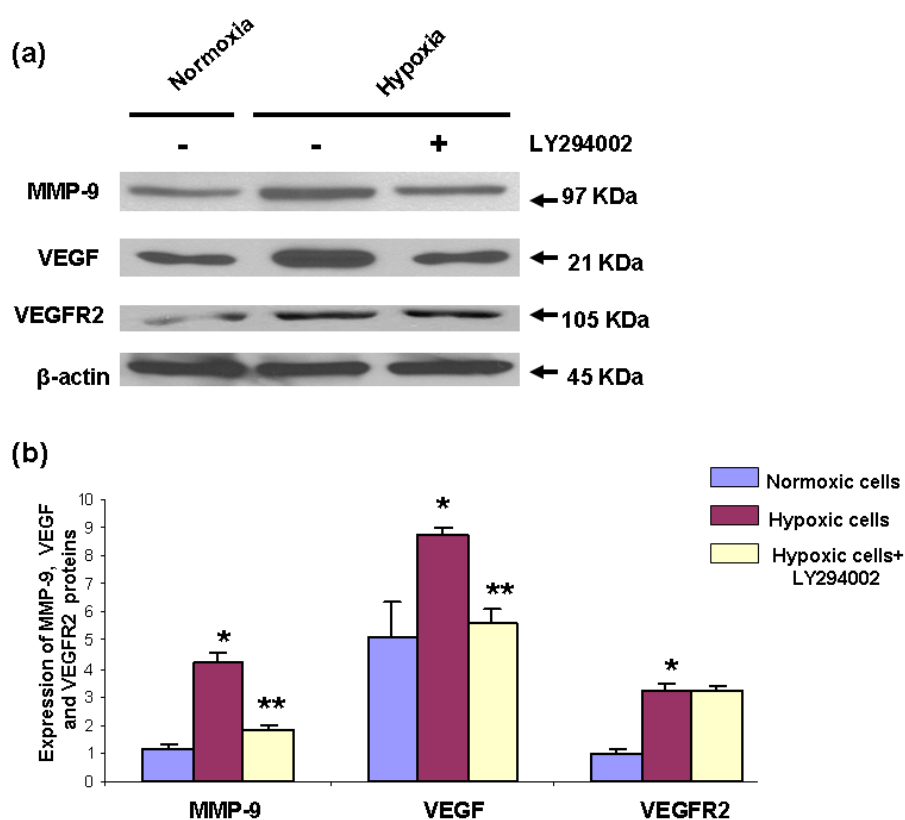 (a)
Normoxia
Hypoxia
- - + LY294002
MMP-9 97 KDa
VEGF 21 KDa
VEGFR2 105 KDa
β-actin 45 KDa
(b)
Normoxic cells
Hypoxic cells
Hypoxic cells+
LY294002
Expression of MMP-9, VEGF
and VEGFR2 proteins
10
9
8
7
6
5
4
3
2
1
0
* **
* **
*
MMP-9 VEGF VEGFR2